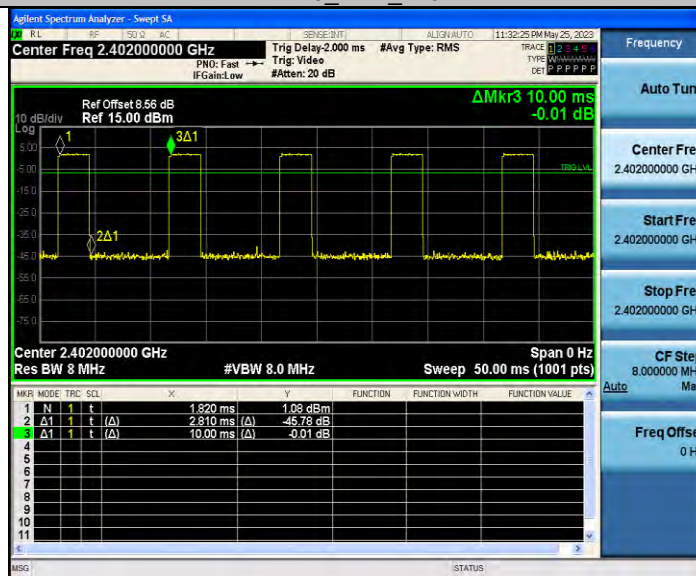 Agilent Spectrum Analyzer - Swept SA
RL RF 50 Ω AC SENSE:INT ALIGN AUTO 11:32:25 PM May 25, 2023
Center Freq 2.402000000 GHz
PNO: Fast
IFGain:Low
Trig Delay-2.000 ms
Trig: Video
#Atten: 20 dB
#Avg Type: RMS
TRACE 1 2 3 4 5 6
TYPE W
DET P P P P P P
Ref Offset 8.56 dB
10 dB/div Ref 15.00 dBm
ΔMkr3 10.00 ms
-0.01 dB
Log
5.00
-5.00
-15.0
-25.0
-35.0
-45.0
-55.0
-65.0
-75.0
1
3Δ1
2Δ1
TRIG LVL
Center 2.402000000 GHz Span 0 Hz
Res BW 8 MHz #VBW 8.0 MHz Sweep 50.00 ms (1001 pts)
MKR MODE TRC SCL X Y FUNCTION FUNCTION WIDTH FUNCTION VALUE
1 N 1 t 1.820 ms 1.08 dBm
2 Δ1 1 t (Δ) 2.810 ms (Δ) -45.78 dB
3 Δ1 1 t (Δ) 10.00 ms (Δ) -0.01 dB
4
5
6
7
8
9
10
11
MSG STATUS
Frequency
Auto Tun
Center Fre
2.402000000 GH
Start Fre
2.402000000 GH
Stop Fre
2.402000000 GH
CF Ste
8.000000 MH
Auto Ma
Freq Offse
0 H